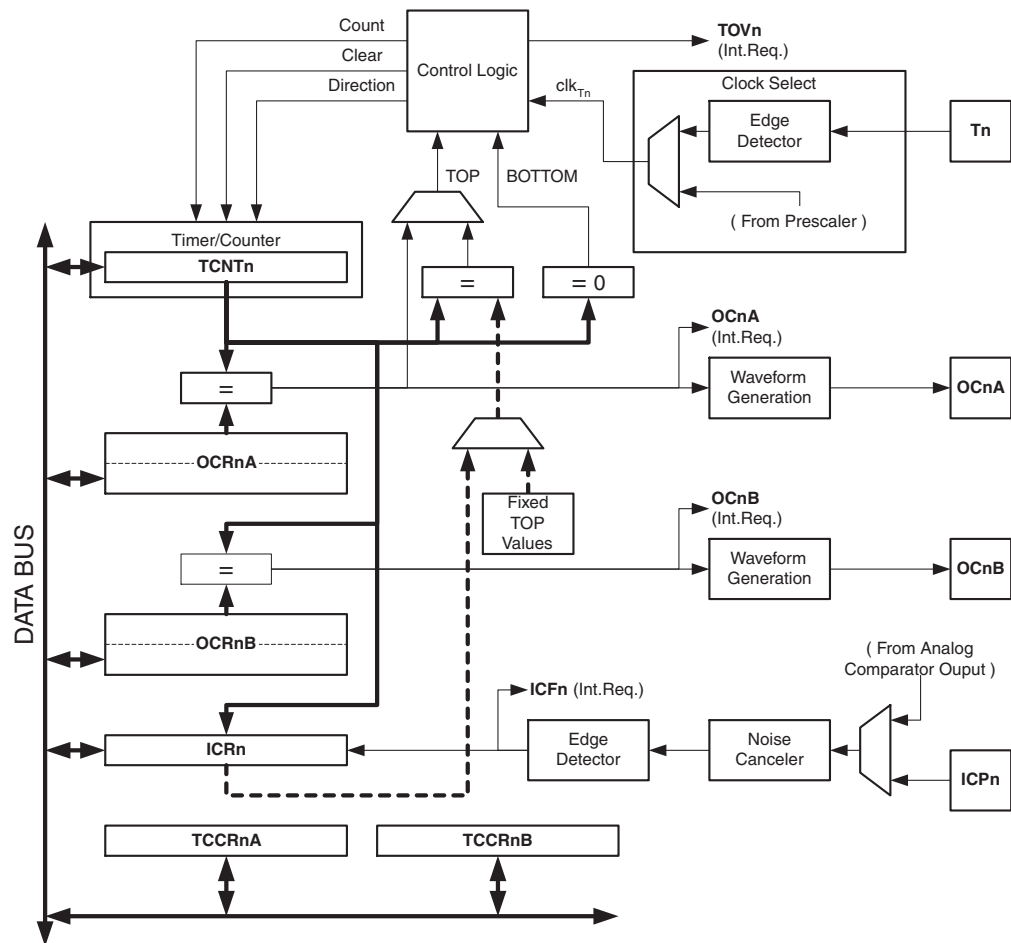 Count
Clear
Direction
Control Logic
TOVn
(Int.Req.)
clkTn
Clock Select
Edge
Detector
Tn
( From Prescaler )
TOP
BOTTOM
Timer/Counter
TCNTn
=
= 0
OCnA
(Int.Req.)
=
Waveform
Generation
OCnA
OCRnA
Fixed
TOP
Values
OCnB
(Int.Req.)
=
Waveform
Generation
OCnB
OCRnB
DATA BUS
( From Analog
Comparator Ouput )
ICFn (Int.Req.)
ICRn
Edge
Detector
Noise
Canceler
ICPn
TCCRnA
TCCRnB